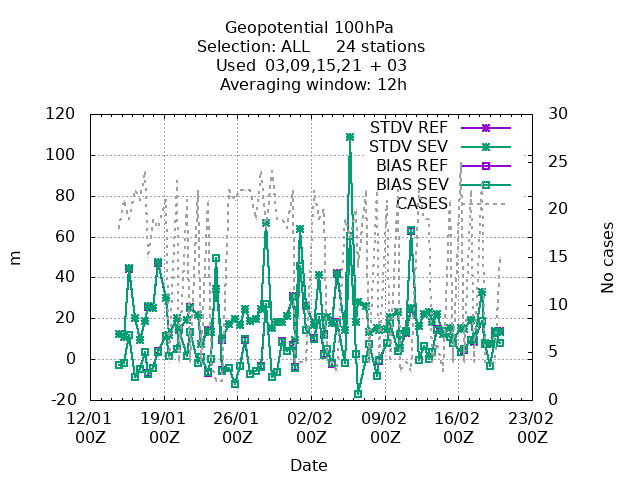 Geopotential 100hPa
Selection: ALL 24 stations
Used 03,09,15,21 + 03
Averaging window: 12h
120
100
80
60
40
20
0
-20
m
30
25
20
15
10
5
0
No cases
STDV REF
STDV SEV
BIAS REF
BIAS SEV
CASES
12/01 19/01 26/01 02/02 09/02 16/02 23/02
00Z 00Z 00Z 00Z 00Z 00Z 00Z
Date